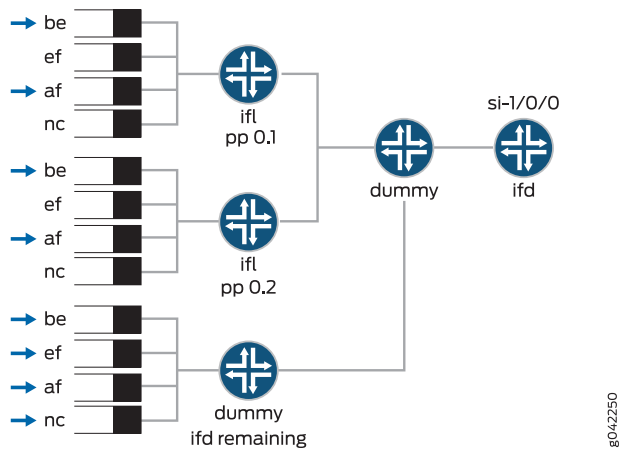 be
ef
af
nc
ifl
pp 0.1
be
ef
af
nc
ifl
pp 0.2
be
ef
af
nc
dummy
ifd remaining
dummy
si-1/0/0
ifd
g042250